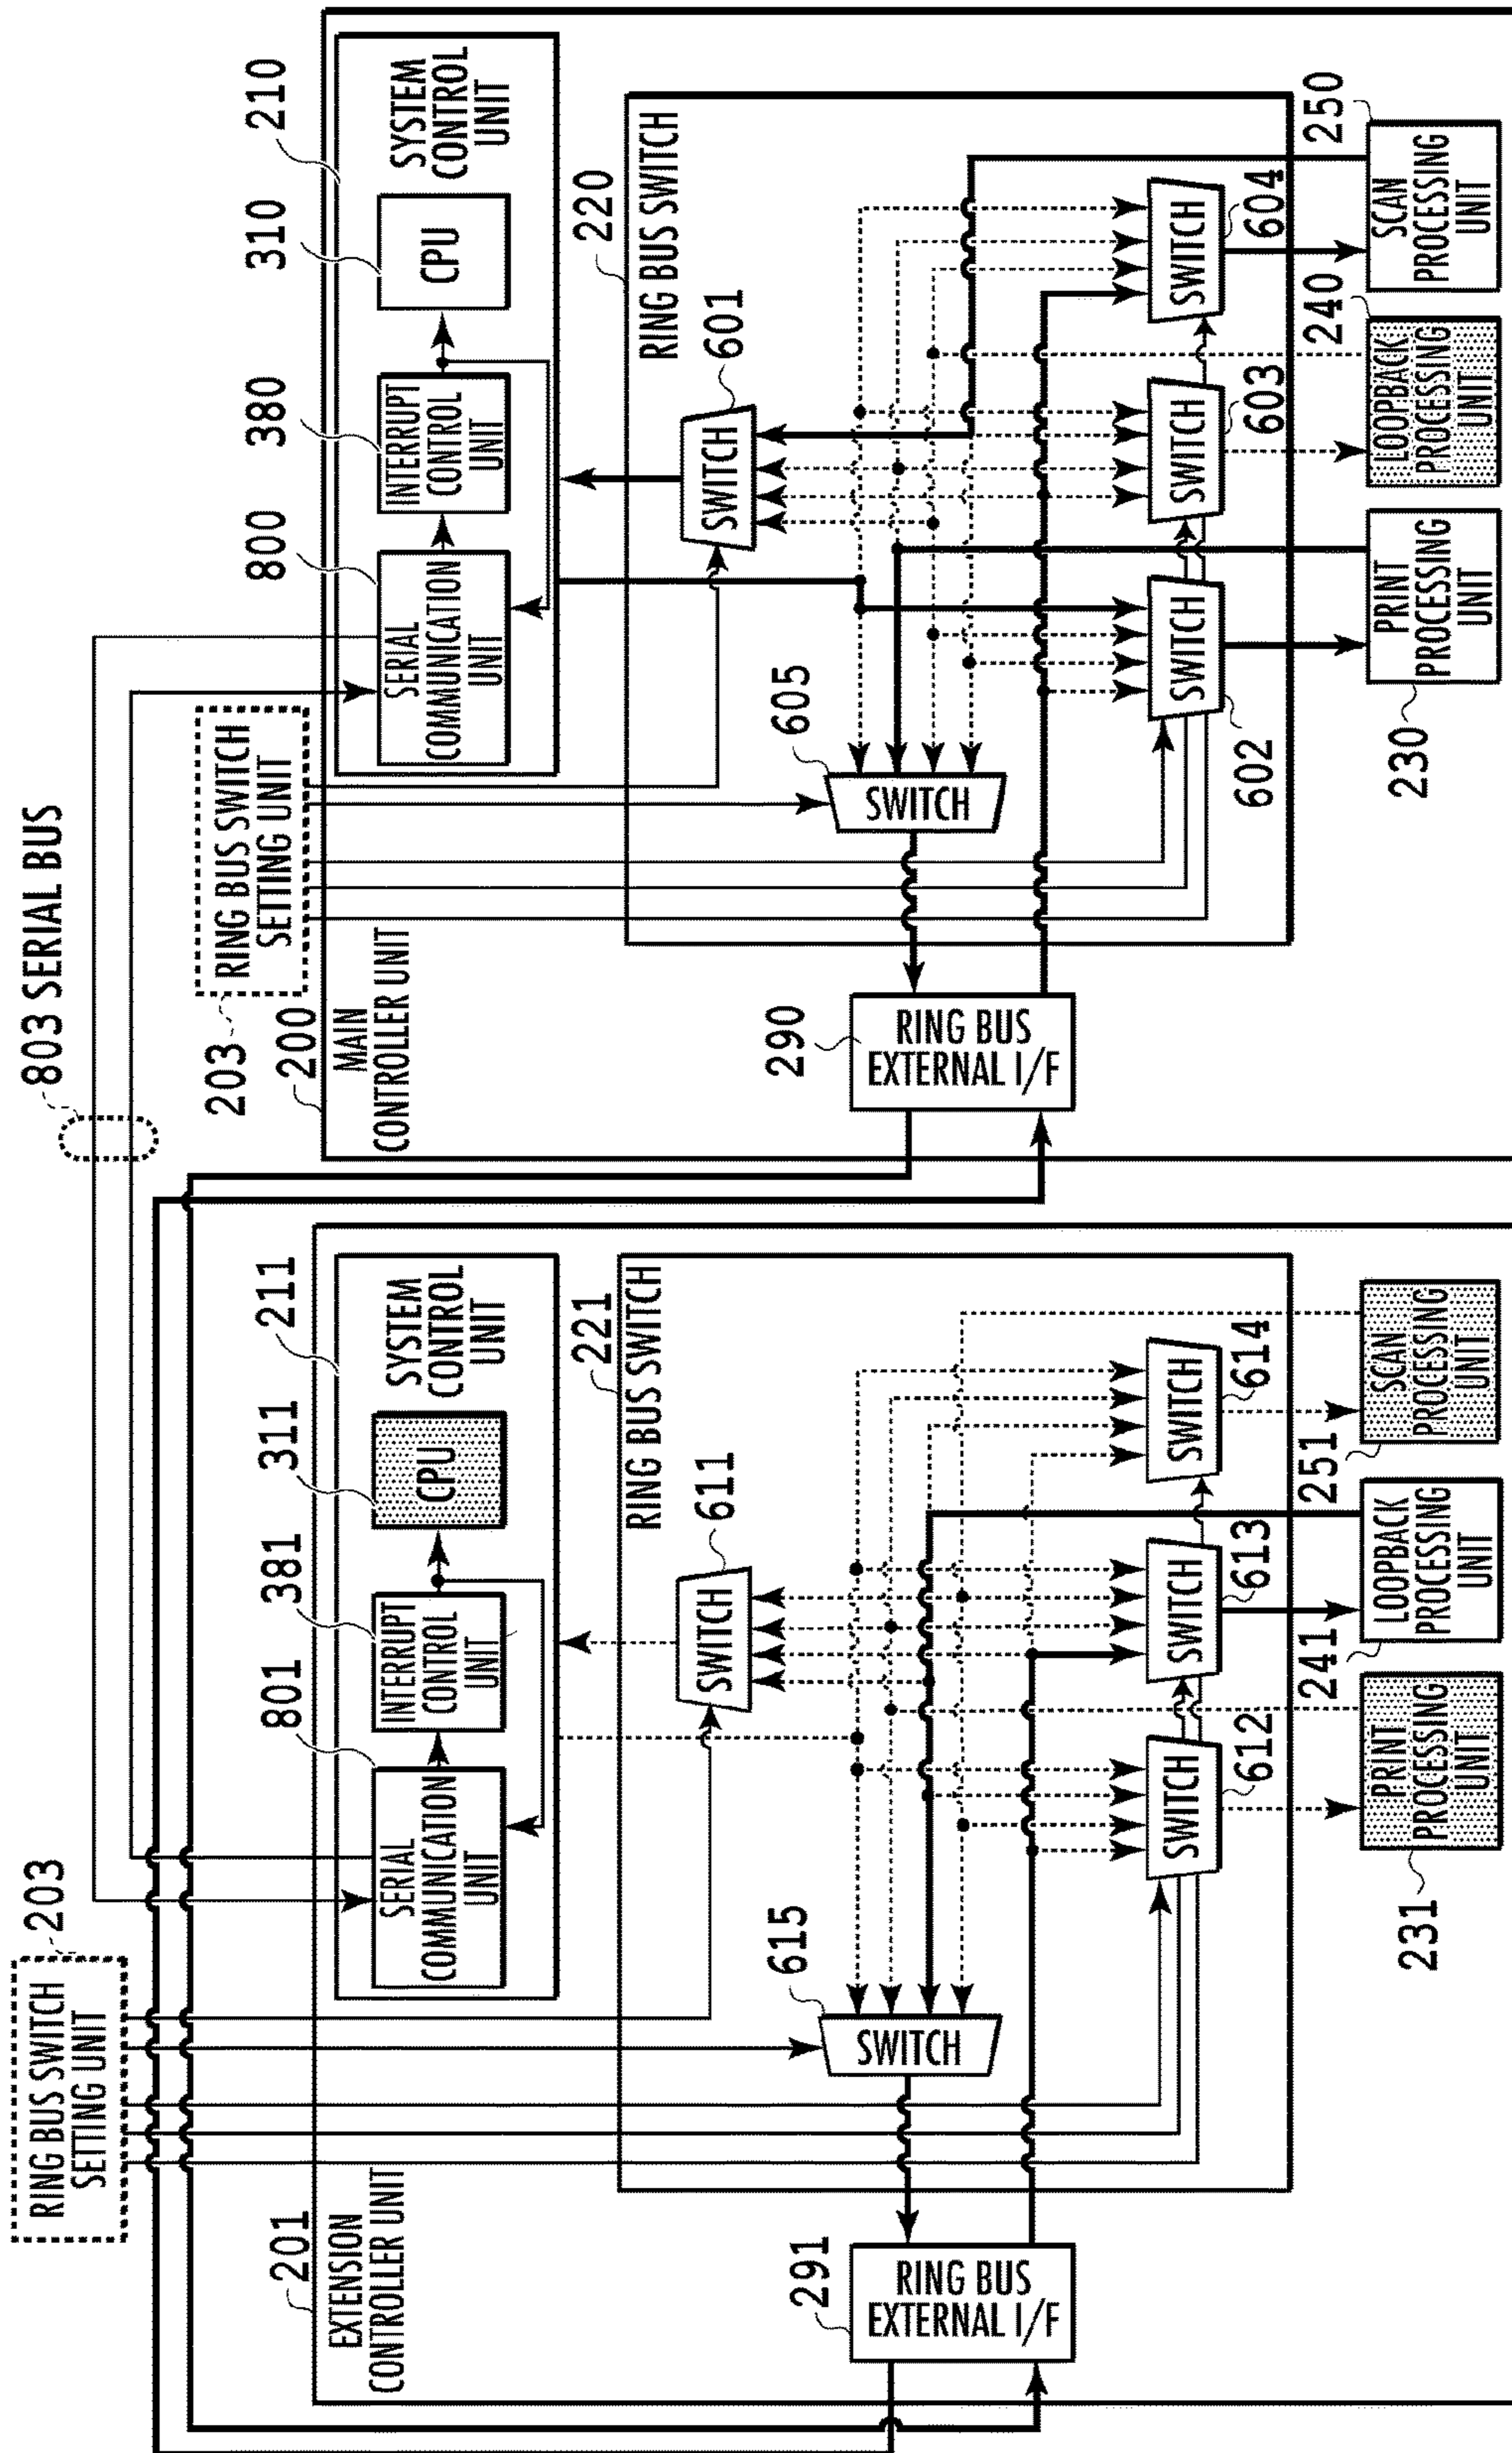 803 SERIAL BUS
RING BUS SWITCH
SETTING UNIT
203
201
EXTENSION
CONTROLLER UNIT
211
SYSTEM
CONTROL
UNIT
801
SERIAL
COMMUNICATION
UNIT
381
INTERRUPT
CONTROL
UNIT
311
CPU
221
RING BUS SWITCH
611
SWITCH
615
SWITCH
612
SWITCH
613
SWITCH
614
SWITCH
291
RING BUS
EXTERNAL I/F
231
PRINT
PROCESSING
UNIT
241
LOOPBACK
PROCESSING
UNIT
251
SCAN
PROCESSING
UNIT
RING BUS SWITCH
SETTING UNIT
203
200
MAIN
CONTROLLER UNIT
210
SYSTEM
CONTROL
UNIT
800
SERIAL
COMMUNICATION
UNIT
380
INTERRUPT
CONTROL
UNIT
310
CPU
220
RING BUS SWITCH
601
SWITCH
605
SWITCH
602
SWITCH
603
SWITCH
604
SWITCH
290
RING BUS
EXTERNAL I/F
230
PRINT
PROCESSING
UNIT
240
LOOPBACK
PROCESSING
UNIT
250
SCAN
PROCESSING
UNIT